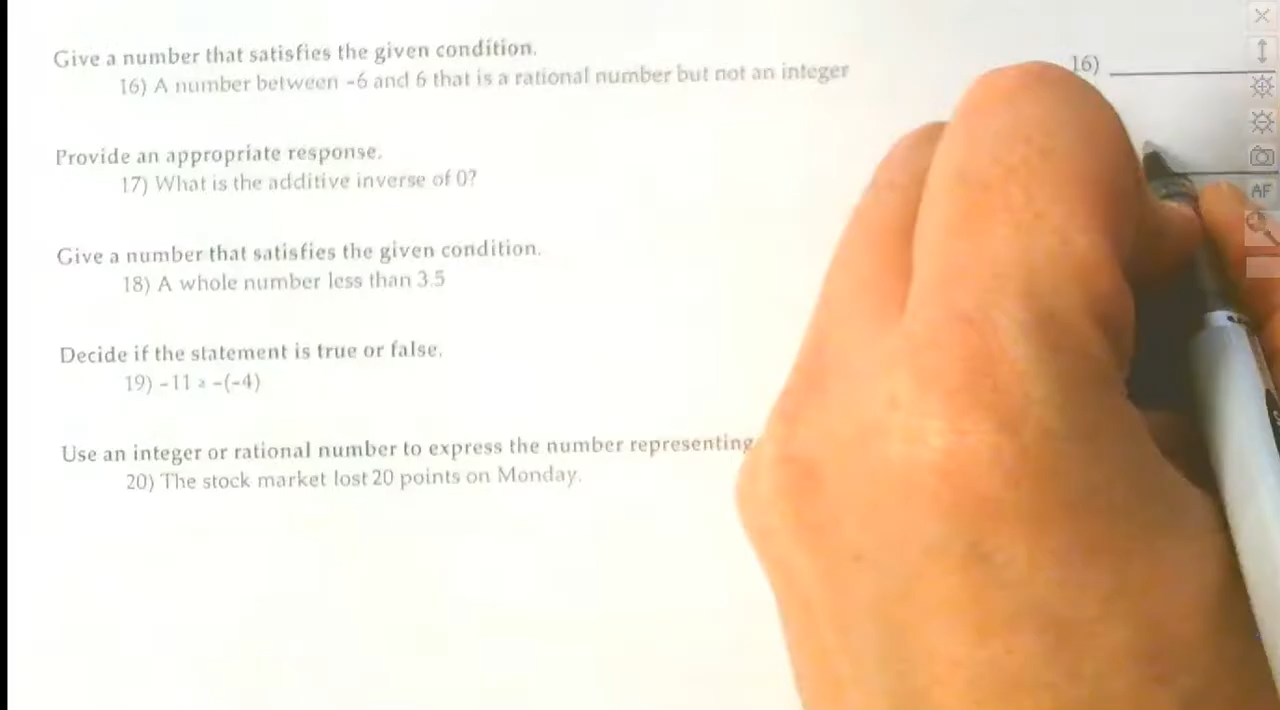 Give a number that satisfies the given condition.
16) A number between -6 and 6 that is a rational number but not an integer
16)
Provide an appropriate response.
17) What is the additive inverse of 0?
Give a number that satisfies the given condition.
18) A whole number less than 3.5
Decide if the statement is true or false.
19) -11 ≥ -(-4)
Use an integer or rational number to express the number representing
20) The stock market lost 20 points on Monday.
AF